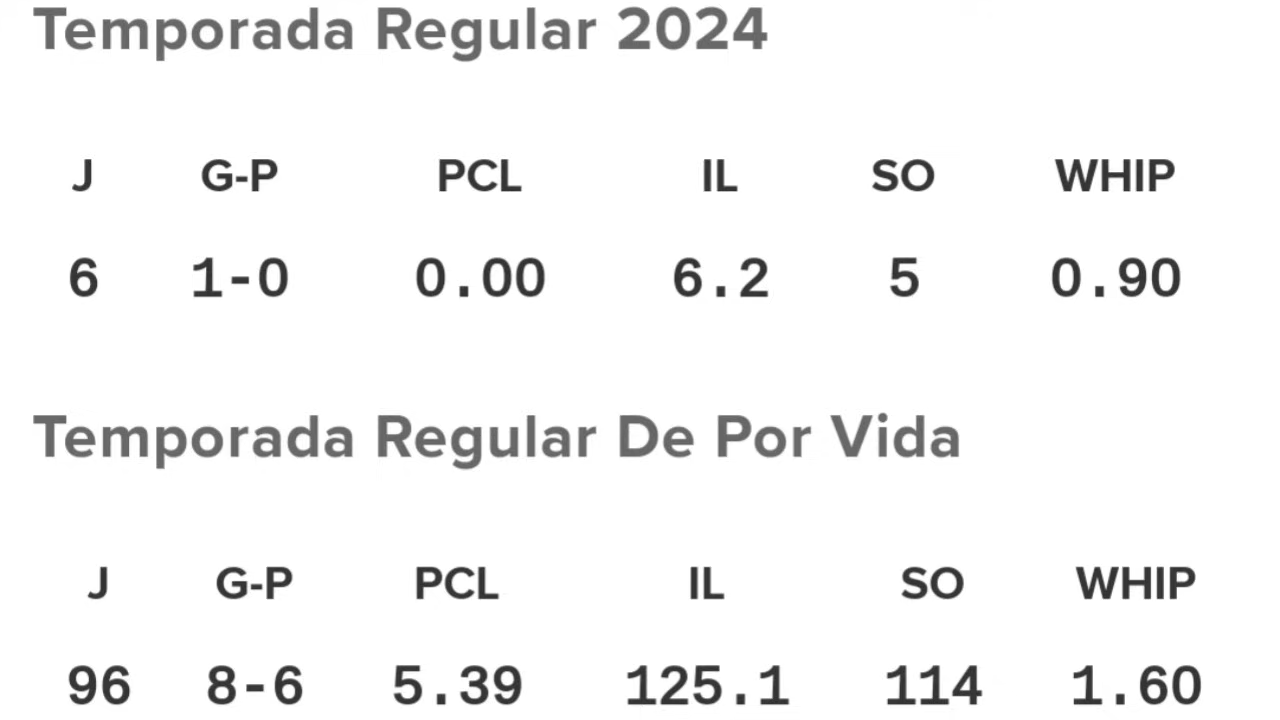 Temporada Regular 2024
J G-P PCL IL SO WHIP
6 1-0 0.00 6.2 5 0.90
Temporada Regular De Por Vida
J G-P PCL IL SO WHIP
96 8-6 5.39 125.1 114 1.60